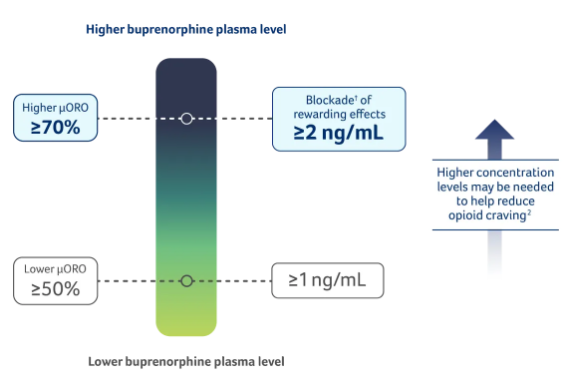 Higher buprenorphine plasma level
Higher µORO
≥70%
Blockade† of
rewarding effects
≥2 ng/mL
Higher concentration
levels may be needed
to help reduce
opioid craving²
Lower µORO
≥50%
≥1 ng/mL
Lower buprenorphine plasma level